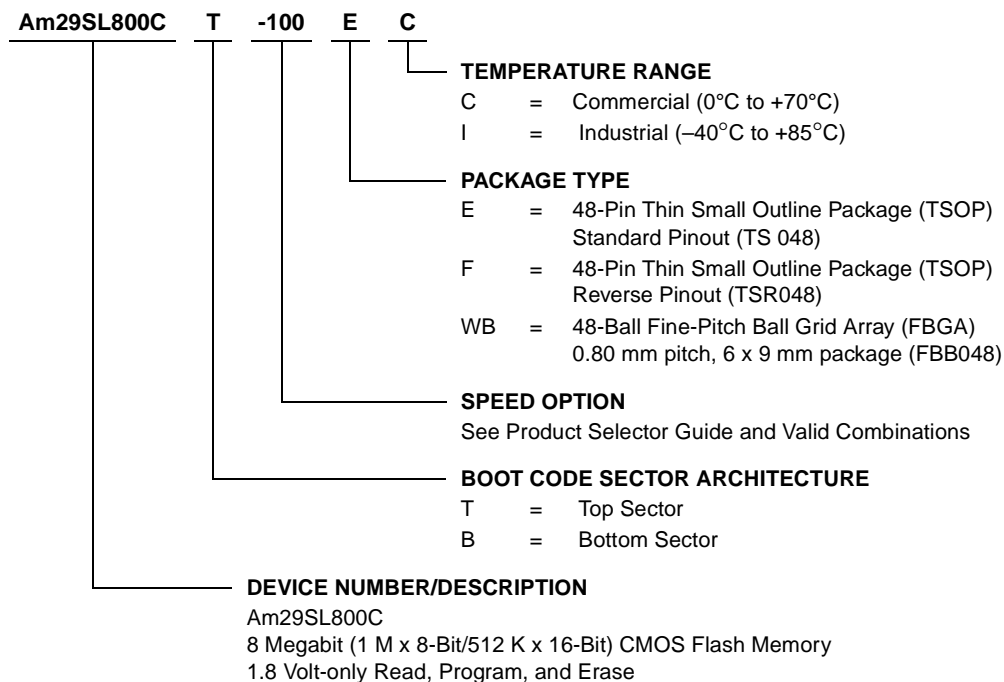 Am29SL800C T -100 E C
TEMPERATURE RANGE
C = Commercial (0°C to +70°C)
I = Industrial (–40°C to +85°C)
PACKAGE TYPE
E = 48-Pin Thin Small Outline Package (TSOP)
Standard Pinout (TS 048)
F = 48-Pin Thin Small Outline Package (TSOP)
Reverse Pinout (TSR048)
WB = 48-Ball Fine-Pitch Ball Grid Array (FBGA)
0.80 mm pitch, 6 x 9 mm package (FBB048)
SPEED OPTION
See Product Selector Guide and Valid Combinations
BOOT CODE SECTOR ARCHITECTURE
T = Top Sector
B = Bottom Sector
DEVICE NUMBER/DESCRIPTION
Am29SL800C
8 Megabit (1 M x 8-Bit/512 K x 16-Bit) CMOS Flash Memory
1.8 Volt-only Read, Program, and Erase